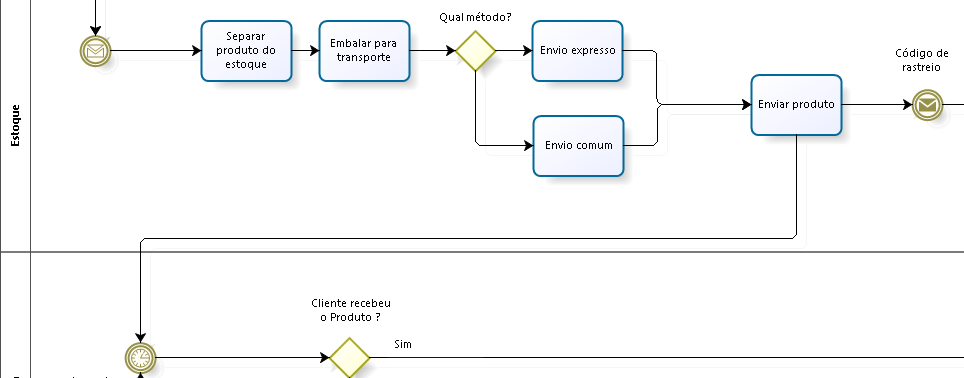 Qual método?
Separar
produto do
estoque
Embalar para
transporte
Envio expresso
Código de
rastreio
Enviar produto
Estoque
Envio comum
Cliente recebeu
o Produto ?
Sim